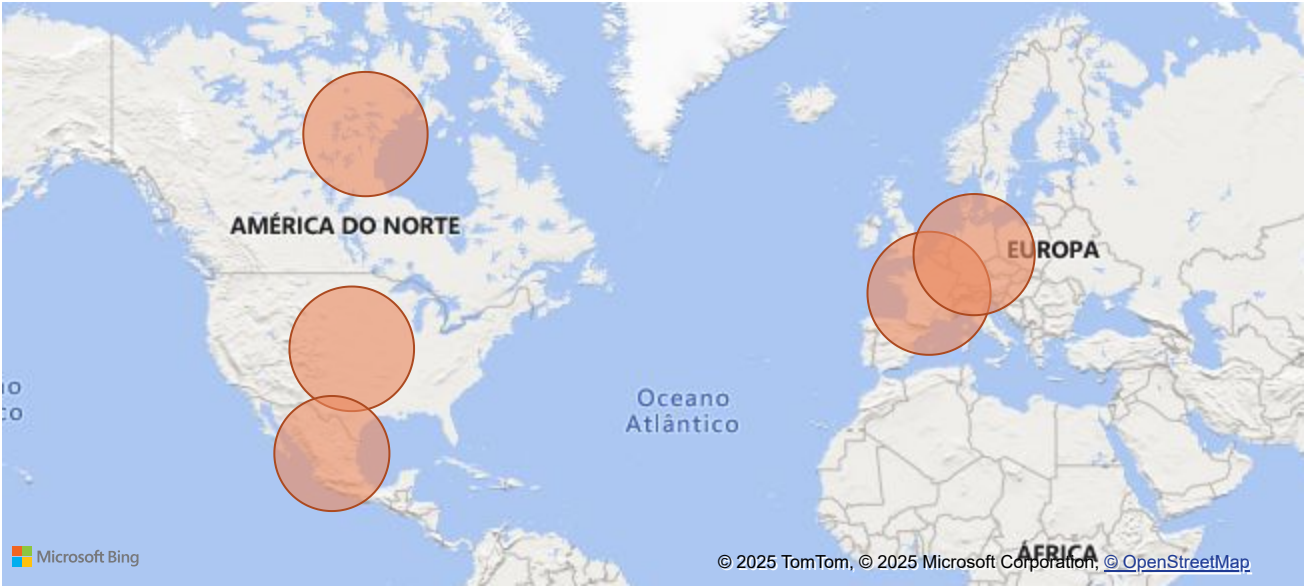 AMÉRICA DO NORTE
EUROPA
Oceano
Atlântico
ÁFRICA
Microsoft Bing
© 2025 TomTom, © 2025 Microsoft Corporation, © OpenStreetMap